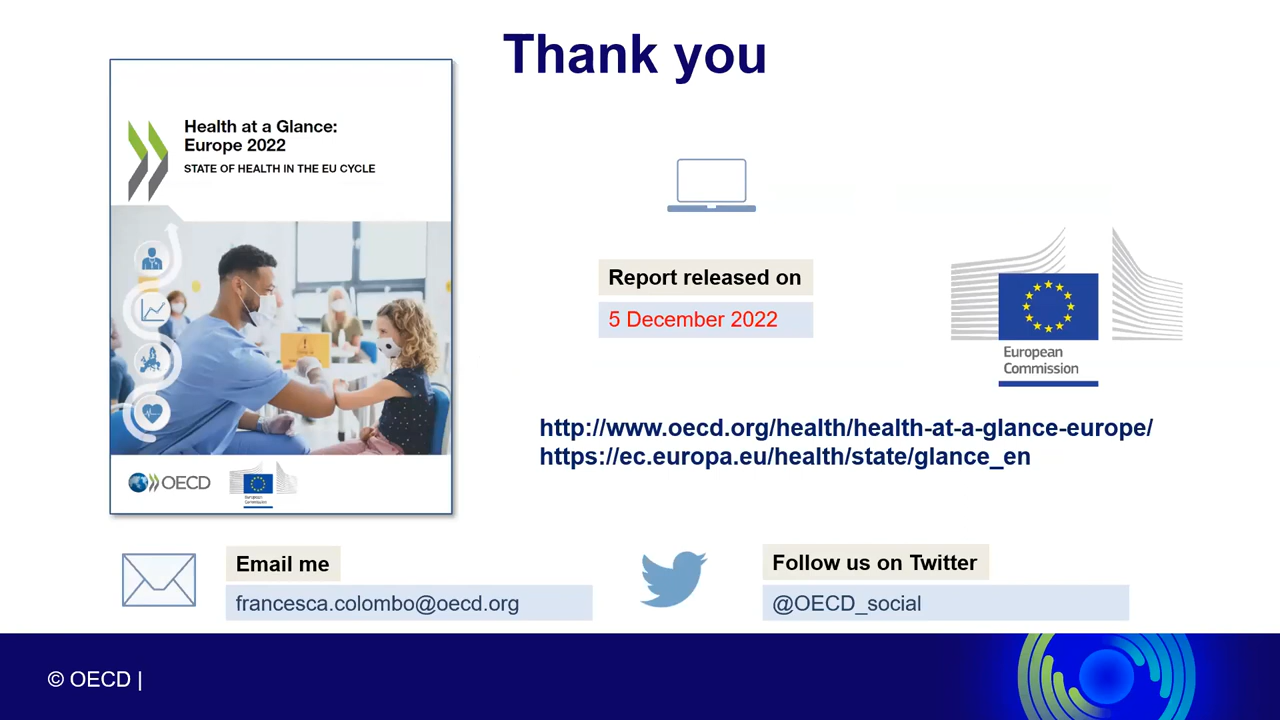 Thank you
Health at a Glance:
Europe 2022
STATE OF HEALTH IN THE EU CYCLE
OECD
European
Commission
Report released on
5 December 2022
European
Commission
http://www.oecd.org/health/health-at-a-glance-europe/
https://ec.europa.eu/health/state/glance_en
Email me
francesca.colombo@oecd.org
Follow us on Twitter
@OECD_social
© OECD |